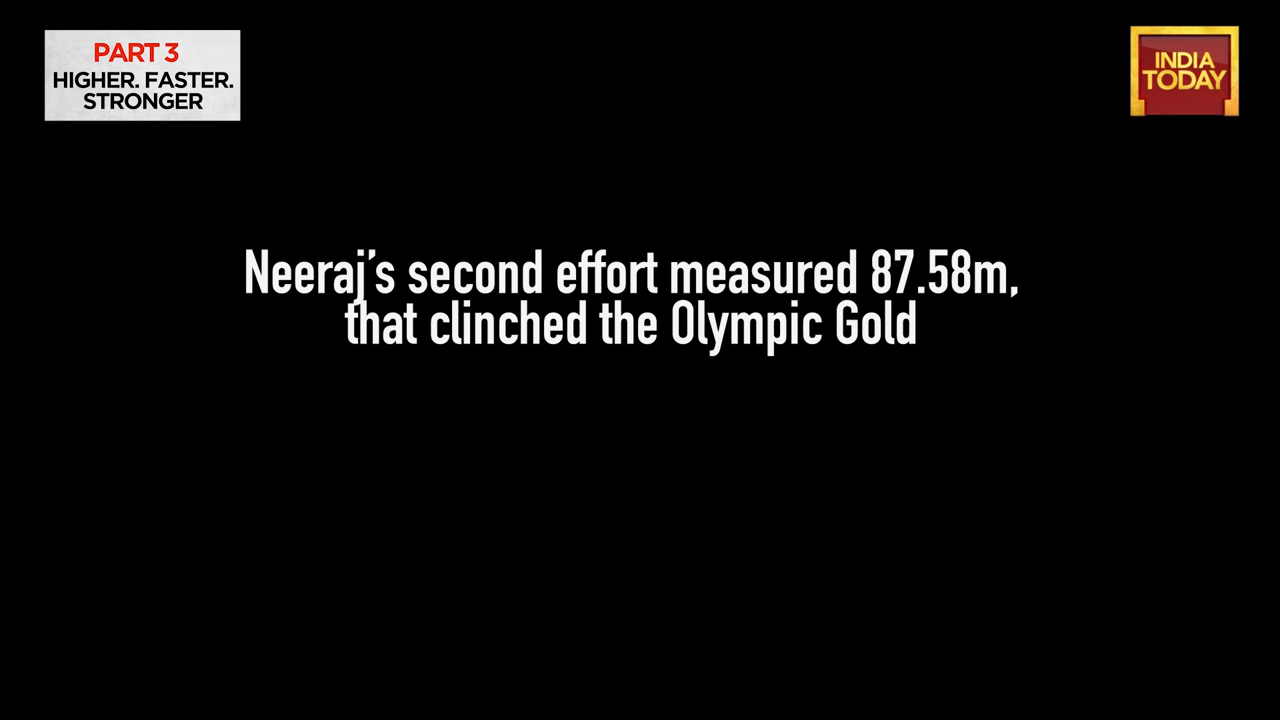 PART 3
HIGHER. FASTER.
STRONGER
INDIA
TODAY
Neeraj’s second effort measured 87.58m,
that clinched the Olympic Gold